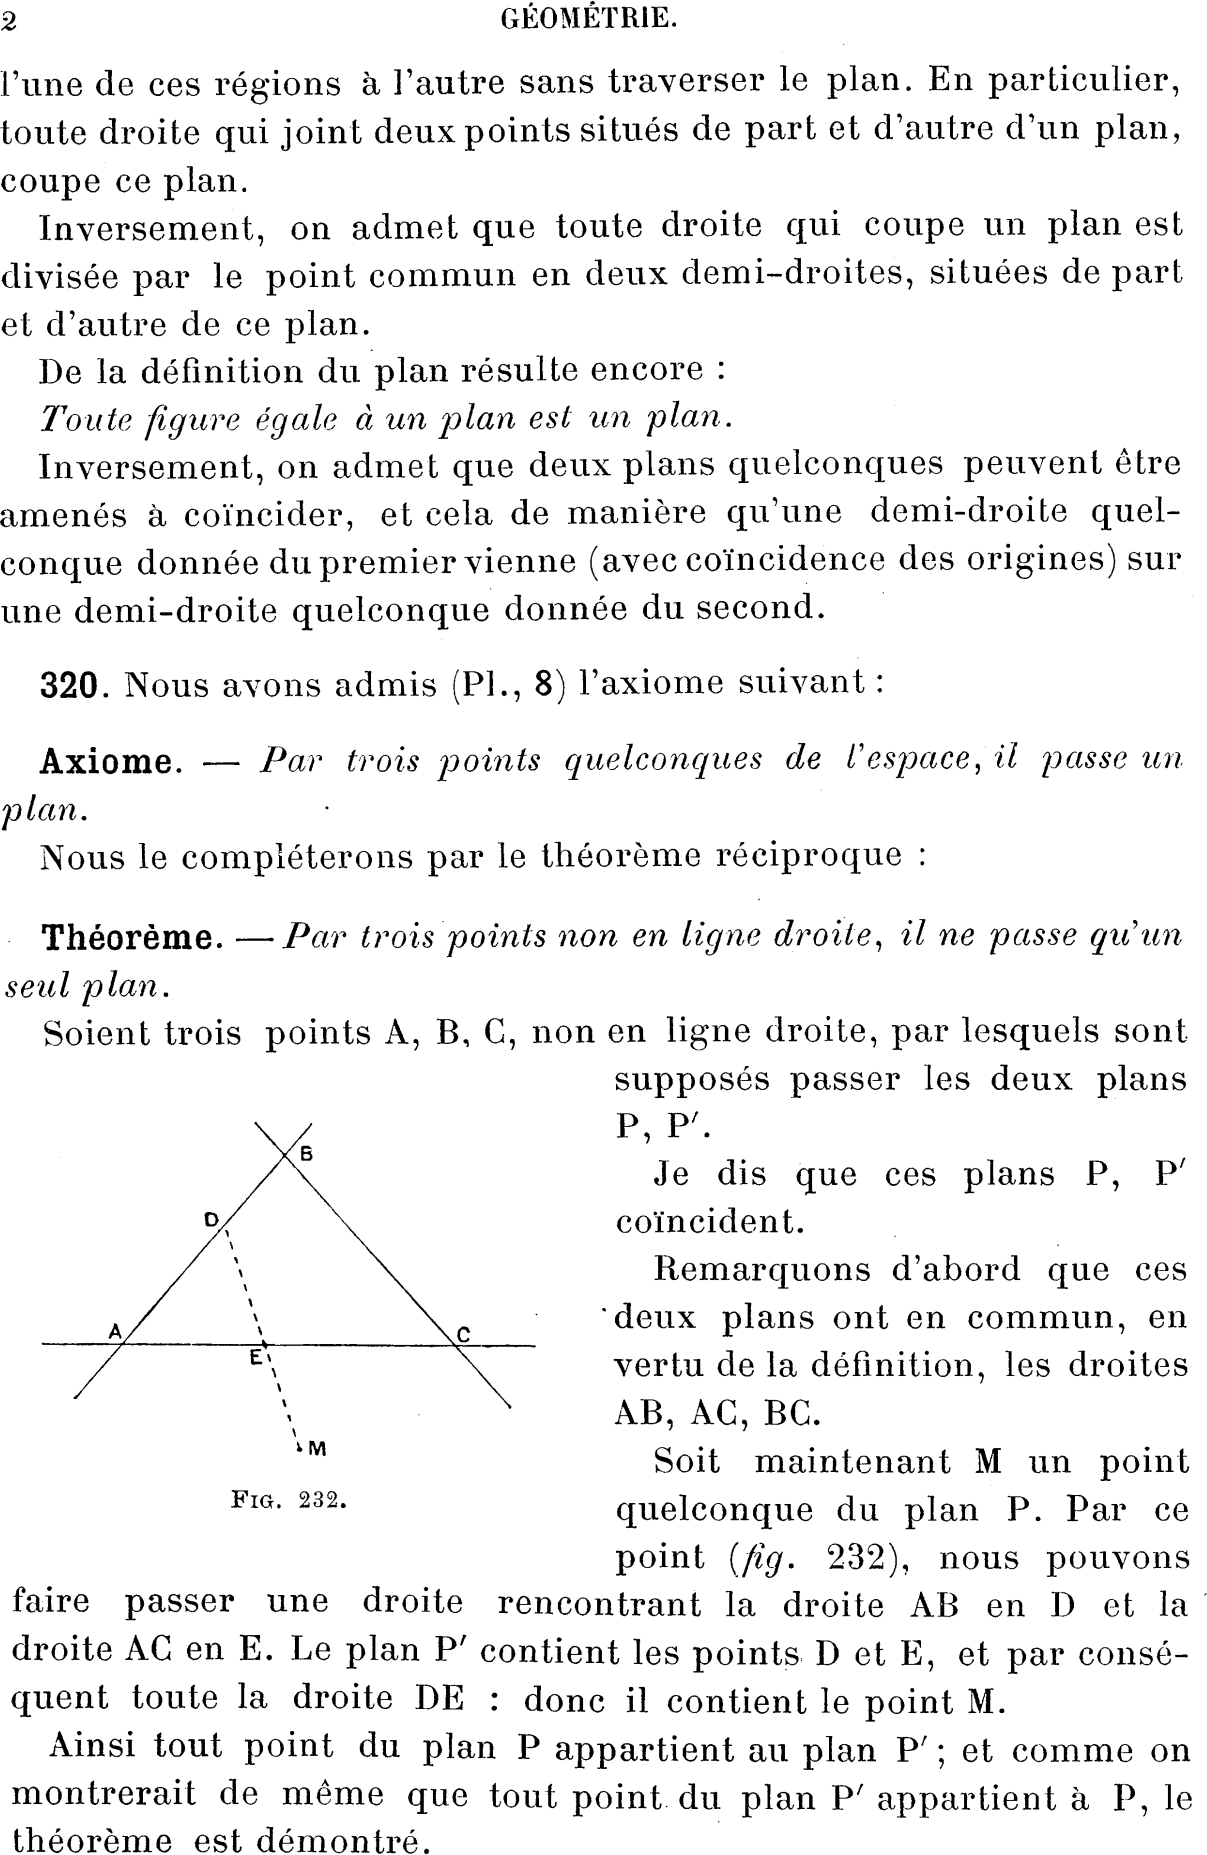 2 GÉOMÉTRIE.
l'une de ces régions à l'autre sans traverser le plan. En particulier,
toute droite qui joint deux points situés de part et d'autre d'un plan,
coupe ce plan.
Inversement, on admet que toute droite qui coupe un plan est
divisée par le point commun en deux demi-droites, situées de part
et d'autre de ce plan.
De la définition du plan résulte encore :
Toute figure égale à un plan est un plan.
Inversement, on admet que deux plans quelconques peuvent être
amenés à coïncider, et cela de manière qu'une demi-droite quel-
conque donnée du premier vienne (avec coïncidence des origines) sur
une demi-droite quelconque donnée du second.
320. Nous avons admis (Pl., 8) l'axiome suivant :
Axiome. — Par trois points quelconques de l'espace, il passe un
plan.
Nous le compléterons par le théorème réciproque :
Théorème. — Par trois points non en ligne droite, il ne passe qu'un
seul plan.
Soient trois points A, B, C, non en ligne droite, par lesquels sont
supposés passer les deux plans
P, P′.
Je dis que ces plans P, P′
coïncident.
Remarquons d'abord que ces
deux plans ont en commun, en
vertu de la définition, les droites
AB, AC, BC.
Soit maintenant M un point
quelconque du plan P. Par ce
point (fig. 232), nous pouvons
B
D
A
C
E
M
FIG. 232.
faire passer une droite rencontrant la droite AB en D et la
droite AC en E. Le plan P′ contient les points D et E, et par consé-
quent toute la droite DE : donc il contient le point M.
Ainsi tout point du plan P appartient au plan P′ ; et comme on
montrerait de même que tout point du plan P′ appartient à P, le
théorème est démontré.